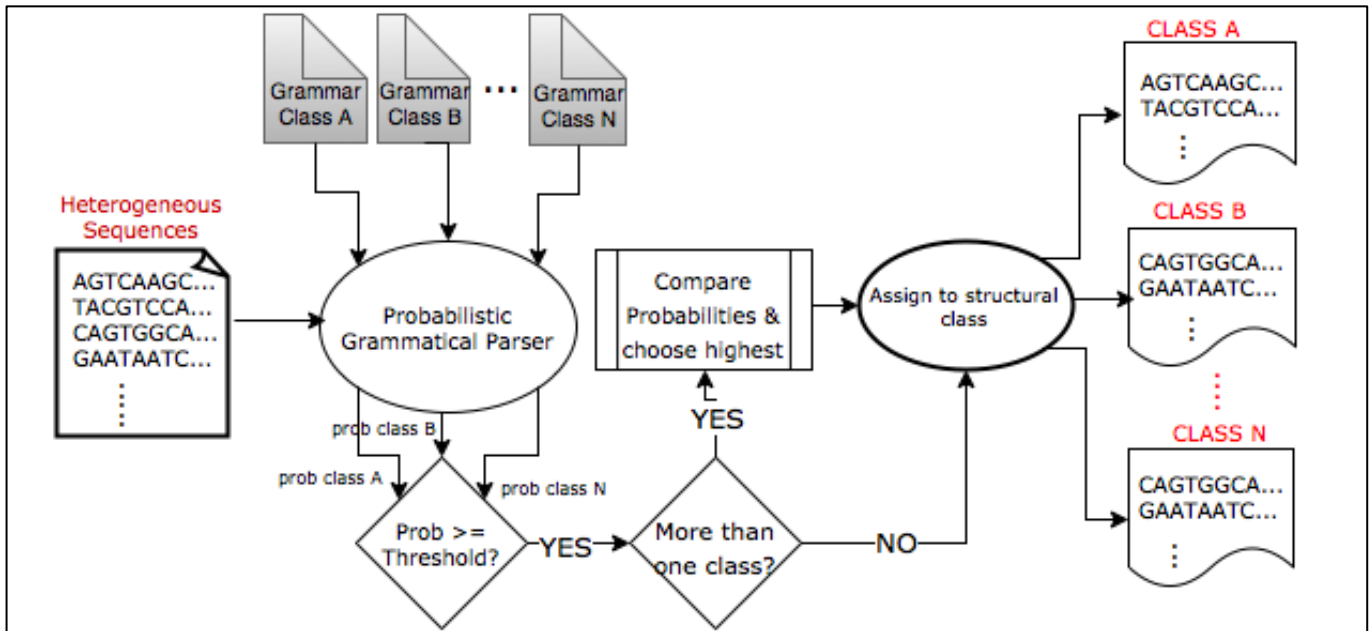 Grammar
Class A
Grammar
Class B
...
Grammar
Class N
Heterogeneous
Sequences
AGTCAAGC...
TACGTCCA...
CAGTGGCA...
GAATAATC...
Probabilistic
Grammatical Parser
prob class A
prob class B
prob class N
Prob >=
Threshold?
YES
More than
one class?
YES
NO
Compare
Probabilities &
choose highest
Assign to structural
class
CLASS A
AGTCAAGC...
TACGTCCA...
CLASS B
CAGTGGCA...
GAATAATC...
CLASS N
CAGTGGCA...
GAATAATC...